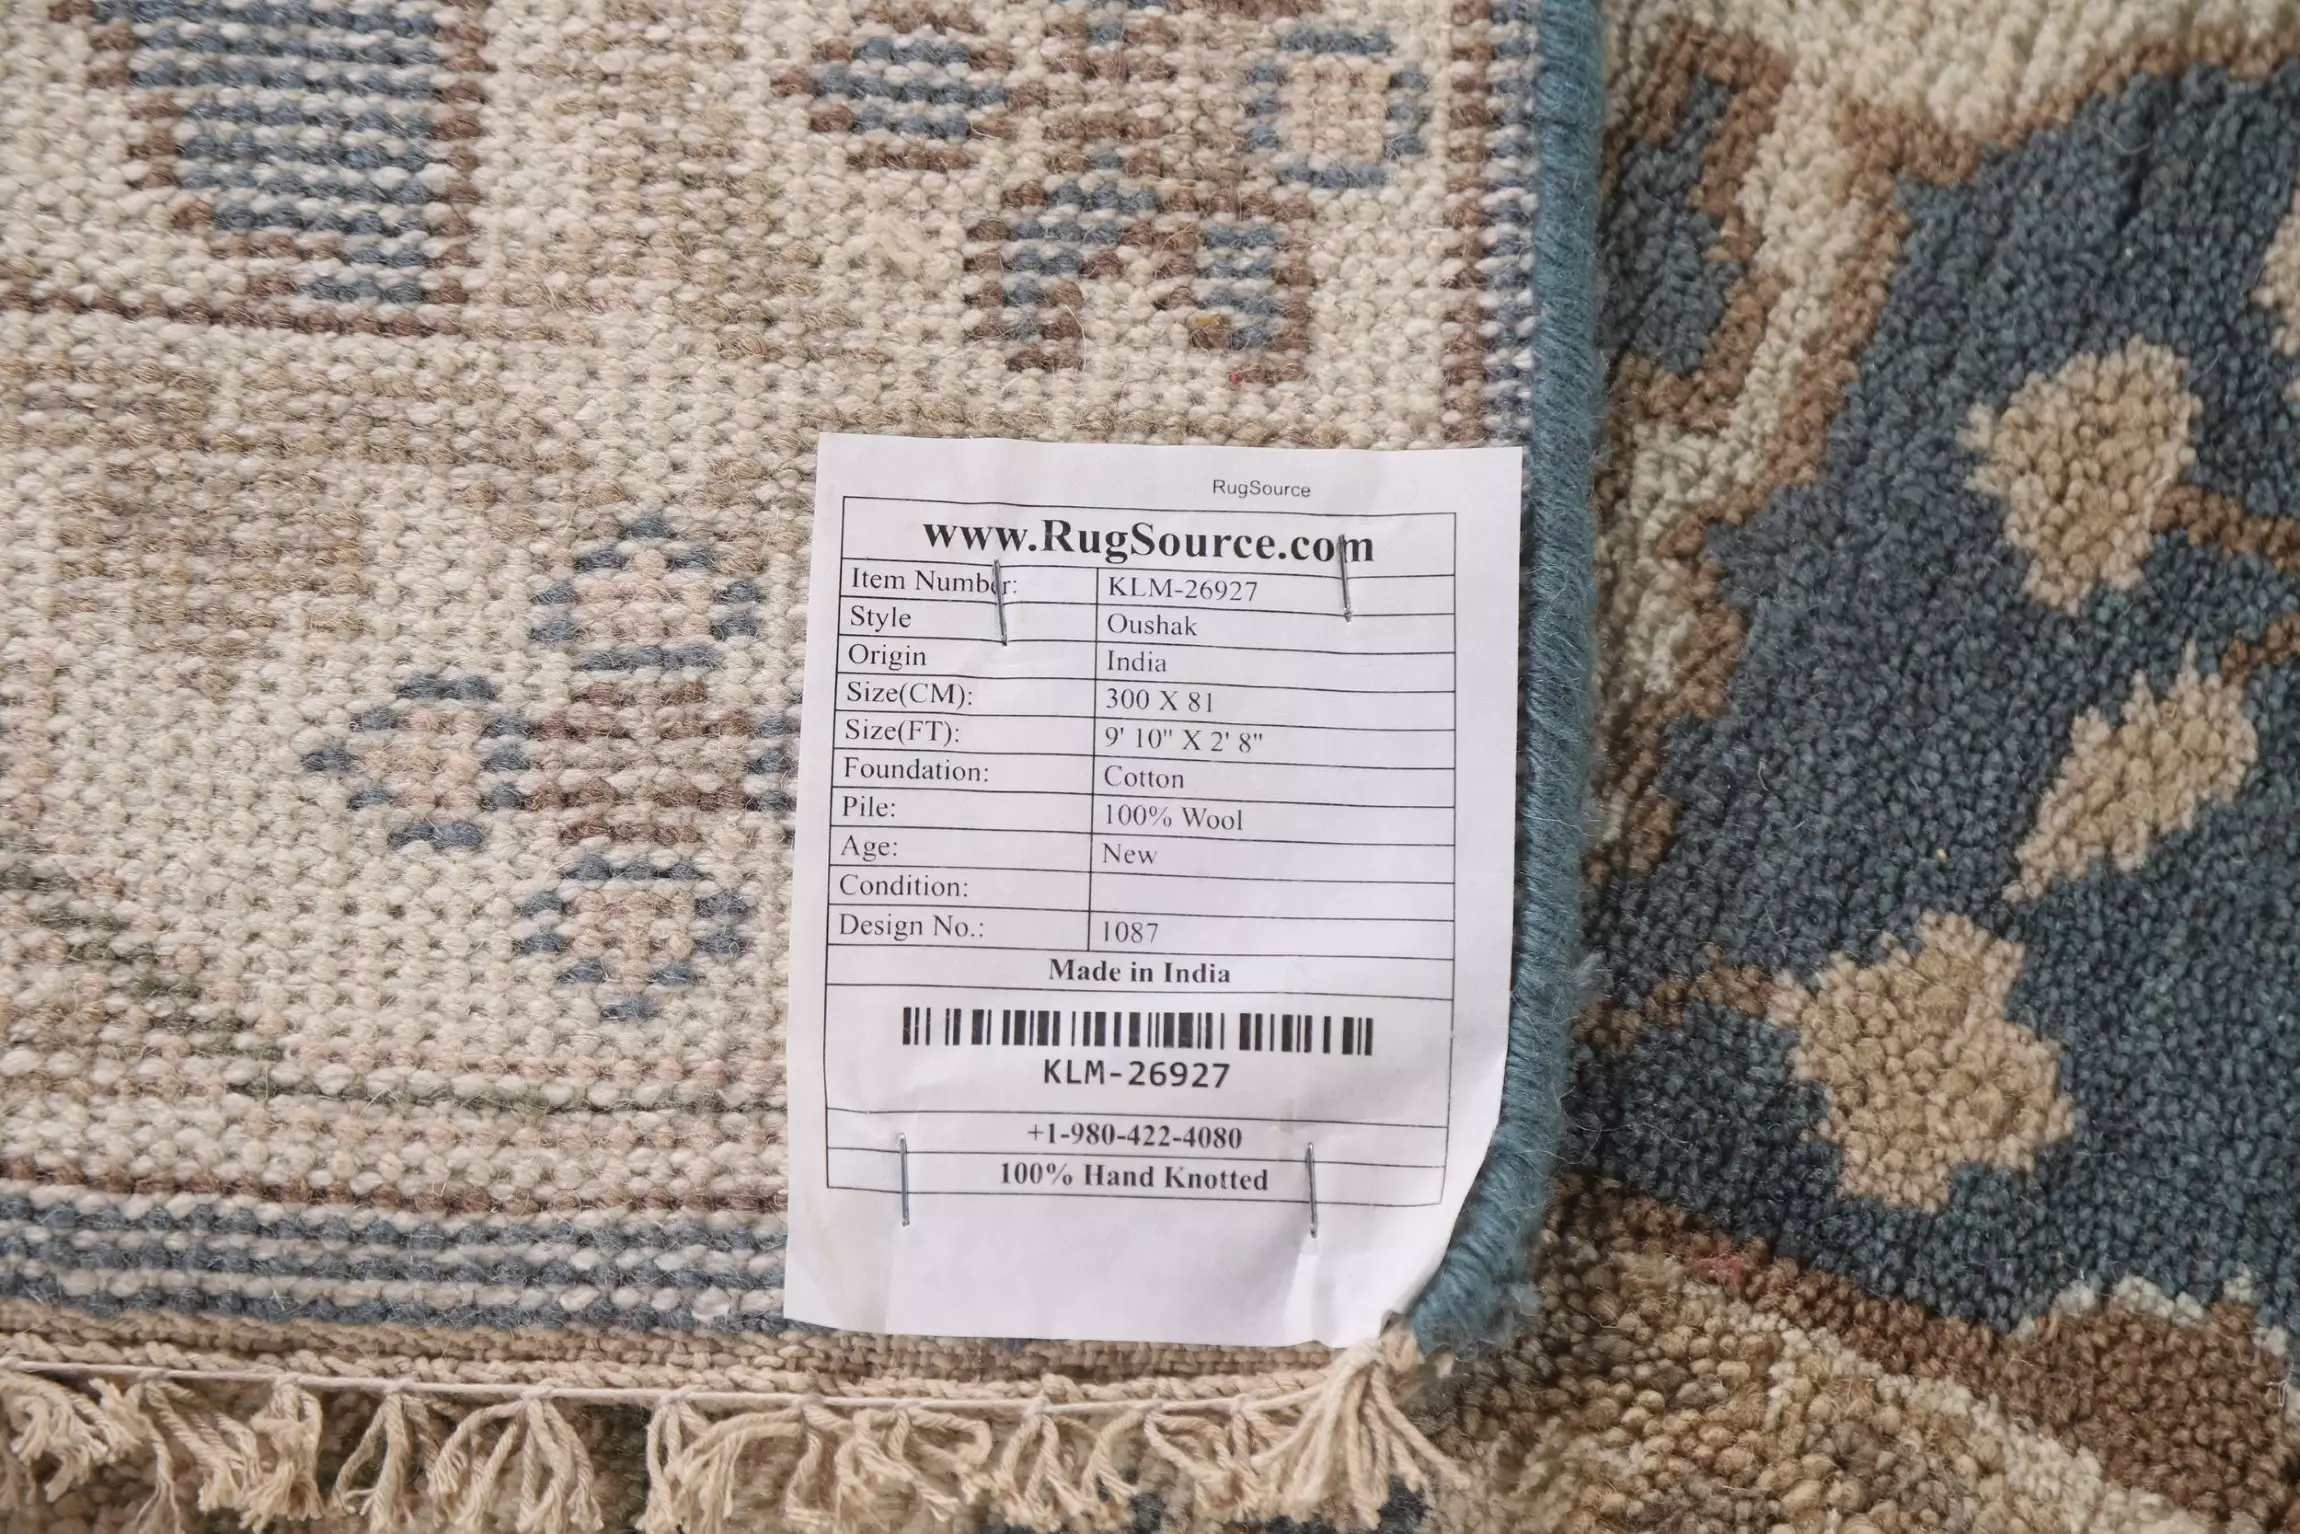 RugSource
www.RugSource.com
Item Number: KLM-26927
Style Oushak
Origin India
Size(CM): 300 X 81
Size(FT): 9' 10" X 2' 8"
Foundation: Cotton
Pile: 100% Wool
Age: New
Condition:
Design No.: 1087
Made in India
KLM-26927
+1-980-422-4080
100% Hand Knotted